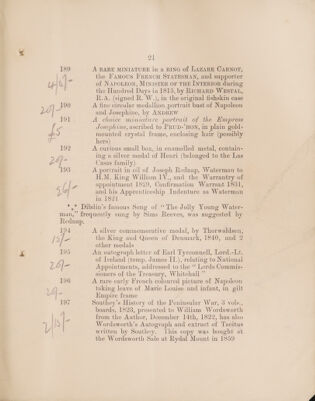 21
189 A RARE MINIATURE in a RING of LAZARE CARNOT,
the FAMOUS FRENCH STATESMAN, and supporter
of NAPOLEON, MINISTER OF THE INTERIOR during
the Hundred Days in 1815, by RICHARD WESTAL,
R.A. (signed R. W.), in the original fishskin case
190 A fine circular medallion portrait bust of Napoleon
20/-
and Josephine, by ANDREW
191 A choice miniature portrait of the Empress
£5
Josephine, ascribed to PRUD'HON, in plain gold-
mounted crystal frame, enclosing hair (possibly
hers)
192 A curious small box, in enamelled metal, contain-
20/-
ing a silver medal of Henri (belonged to the Las
Casas family)
193 A portrait in oil of Joseph Rednap, Waterman to
H.M. King William IV., and the Warranty of
appointment 1829, Confirmation Warrant 1831,
and his Apprenticeship Indenture as Waterman
in 1821
*** Dibdin's famous Song of "The Jolly Young Water-
man," frequently sung by Sims Reeves, was suggested by
Rednap.
194 A silver commemorative medal, by Thorwaldsen,
the King and Queen of Denmark, 1840, and 2
other medals
195 An autograph letter of Earl Tyrconnell, Lord.-Lt.
20/-
of Ireland (temp. James II.), relating to National
Appointments, addressed to the "Lords Commis-
sioners of the Treasury, Whitehall"
196 A rare early French coloured picture of Napoleon
taking leave of Marie Louise and infant, in gilt
Empire frame
197 Southey's History of the Peninsular War, 3 vols.,
boards, 1823, presented to William Wordsworth
from the Author, December 14th, 1822, has also
Wordsworth's Autograph and extract of Tacitus
written by Southey. This copy was bought at
the Wordsworth Sale at Rydal Mount in 1859